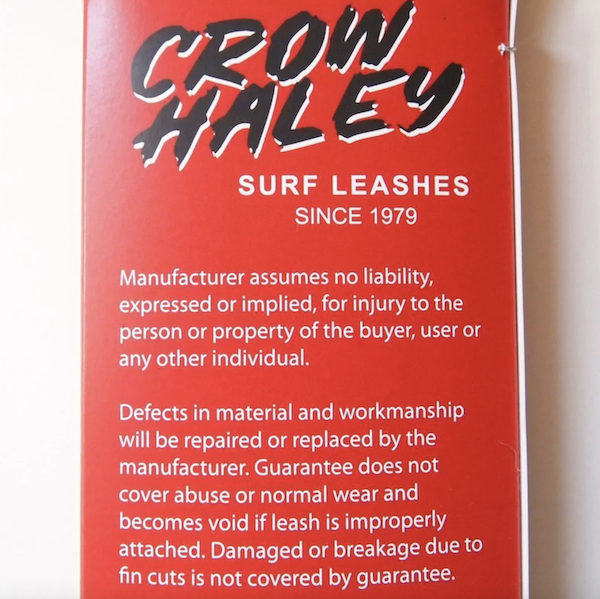 CROW
HALEY
SURF LEASHES
SINCE 1979
Manufacturer assumes no liability,
expressed or implied, for injury to the
person or property of the buyer, user or
any other individual.
Defects in material and workmanship
will be repaired or replaced by the
manufacturer. Guarantee does not
cover abuse or normal wear and
becomes void if leash is improperly
attached. Damaged or breakage due to
fin cuts is not covered by guarantee.